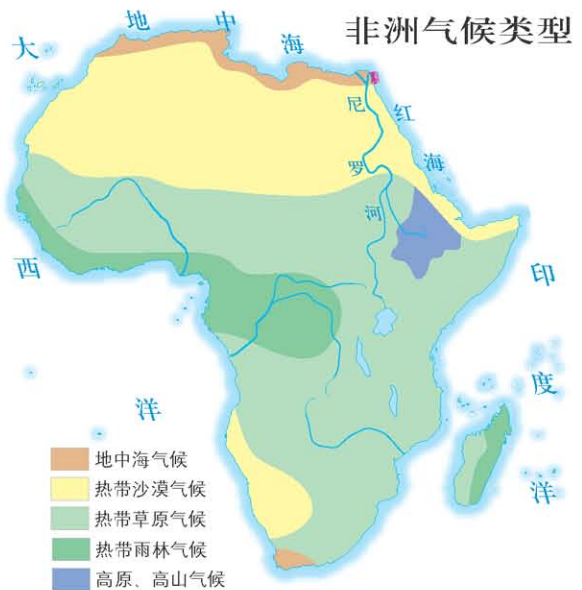 非洲气候类型
大西洋
地中海
红海
尼罗河
印度洋
地中海气候
热带沙漠气候
热带草原气候
热带雨林气候
高原、高山气候